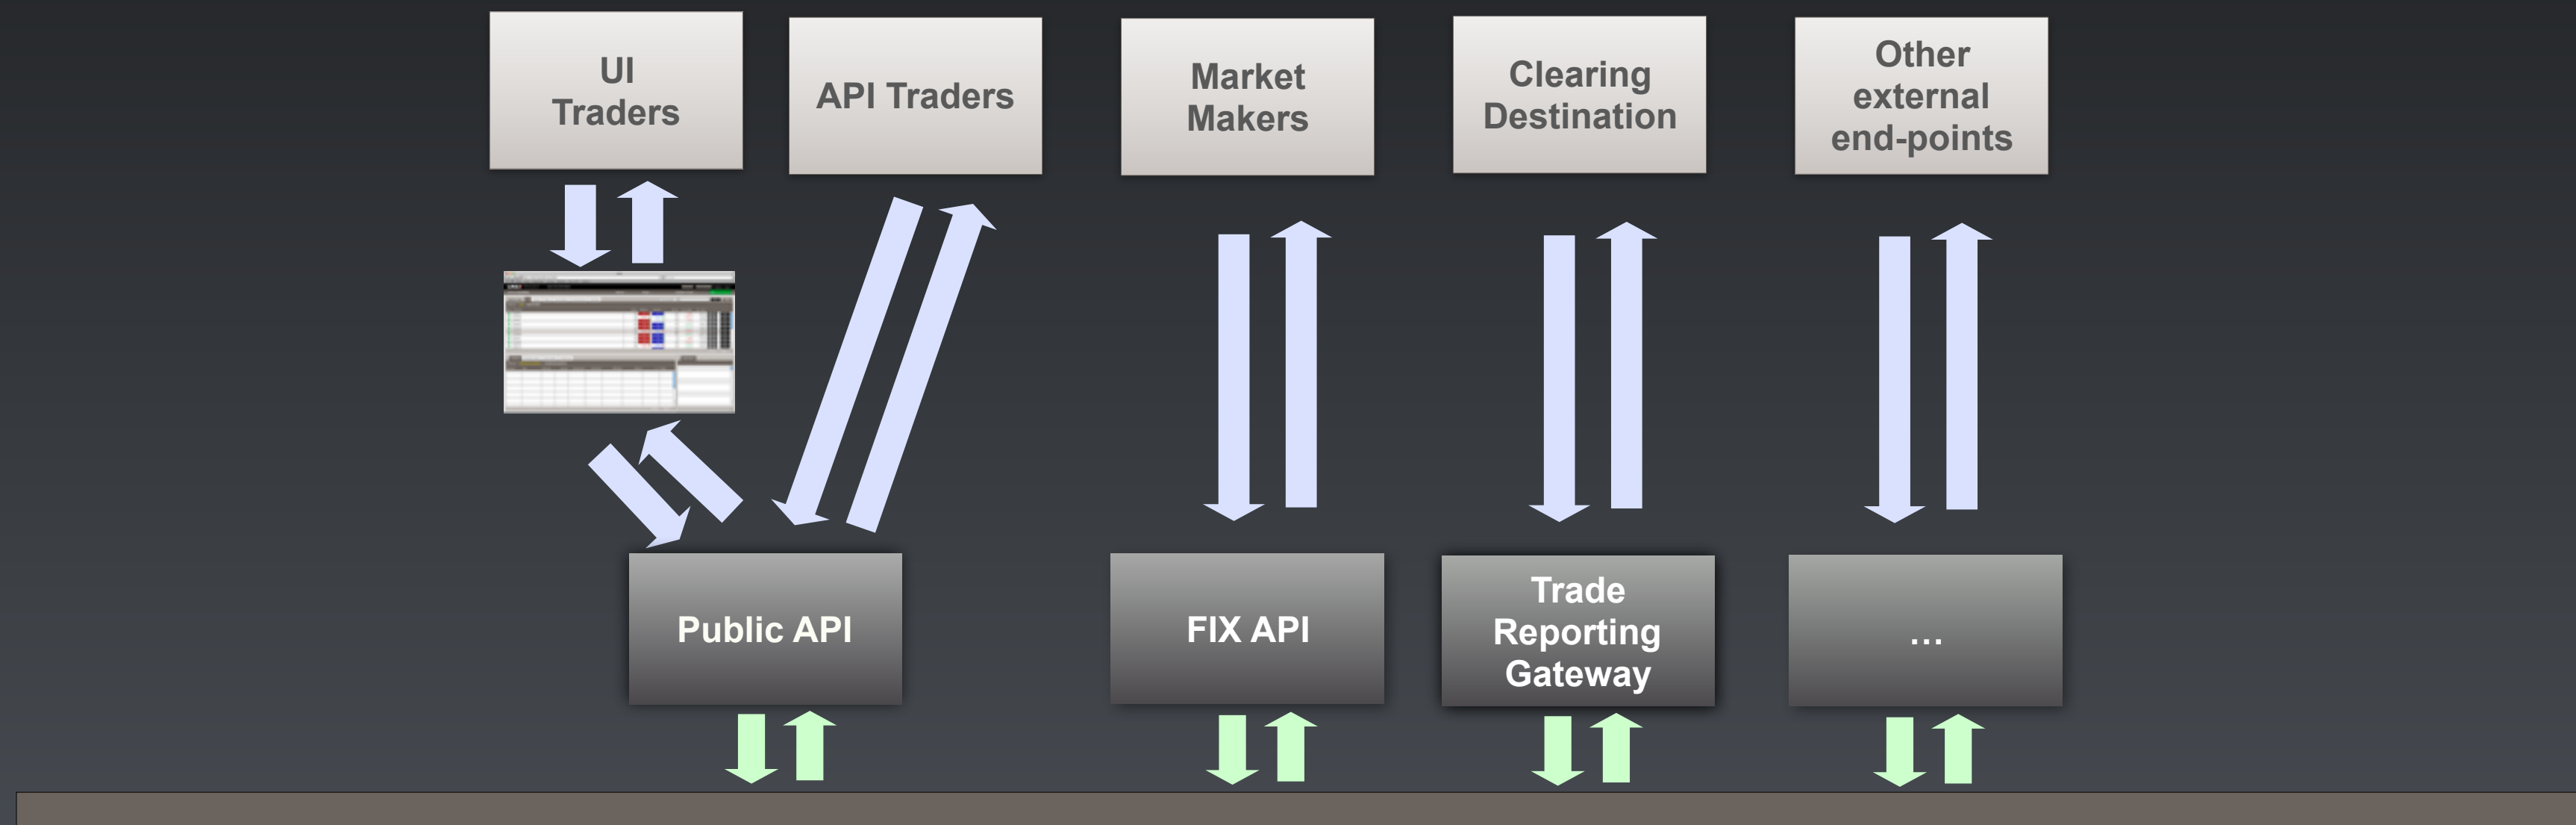 UI
Traders
API Traders
Market
Makers
Clearing
Destination
Other
external
end-points
Public API
FIX API
Trade
Reporting
Gateway
...